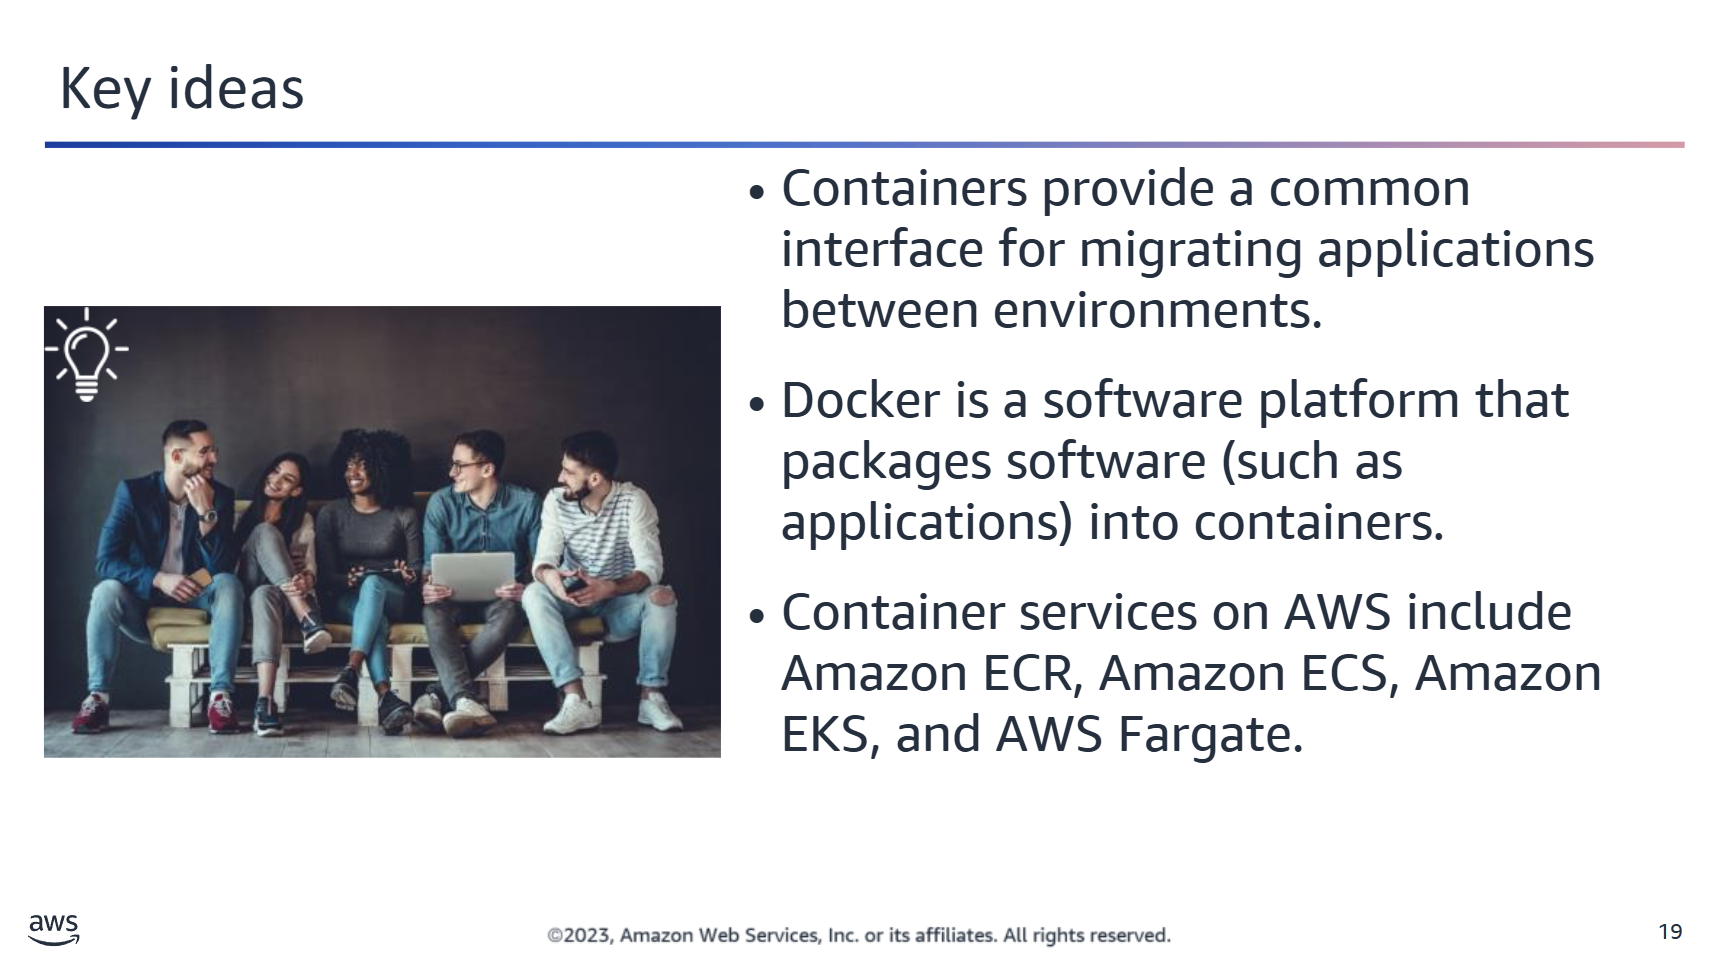 Key ideas
• Containers provide a common
interface for migrating applications
between environments.
• Docker is a software platform that
packages software (such as
applications) into containers.
• Container services on AWS include
Amazon ECR, Amazon ECS, Amazon
EKS, and AWS Fargate.
aws
©2023, Amazon Web Services, Inc. or its affiliates. All rights reserved.
19